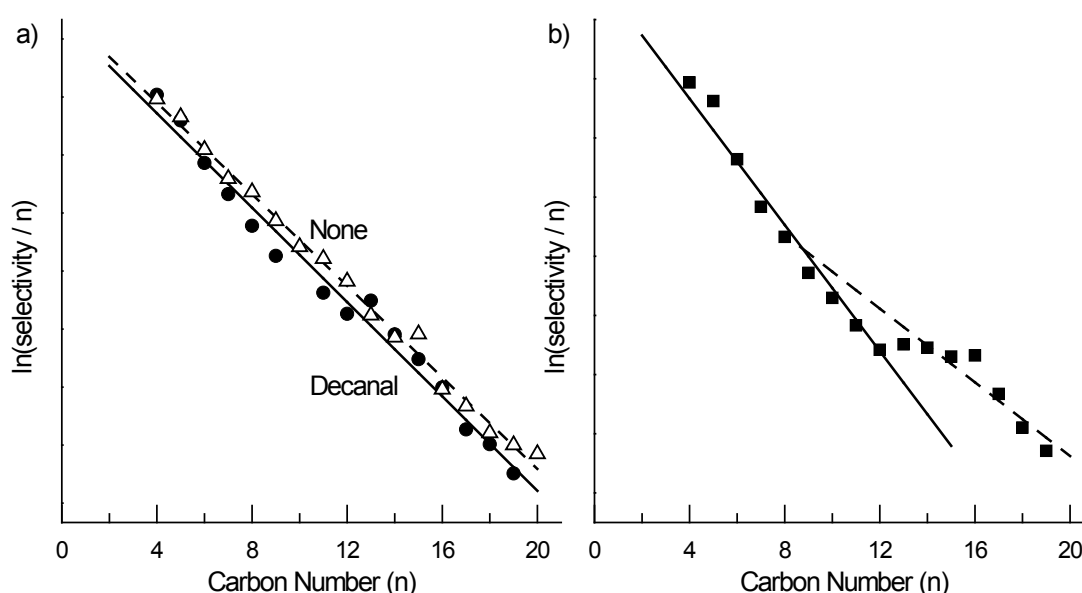 a)
ln(selectivity / n)
None
Decanal
0 4 8 12 16 20
Carbon Number (n)
b)
ln(selectivity / n)
0 4 8 12 16 20
Carbon Number (n)